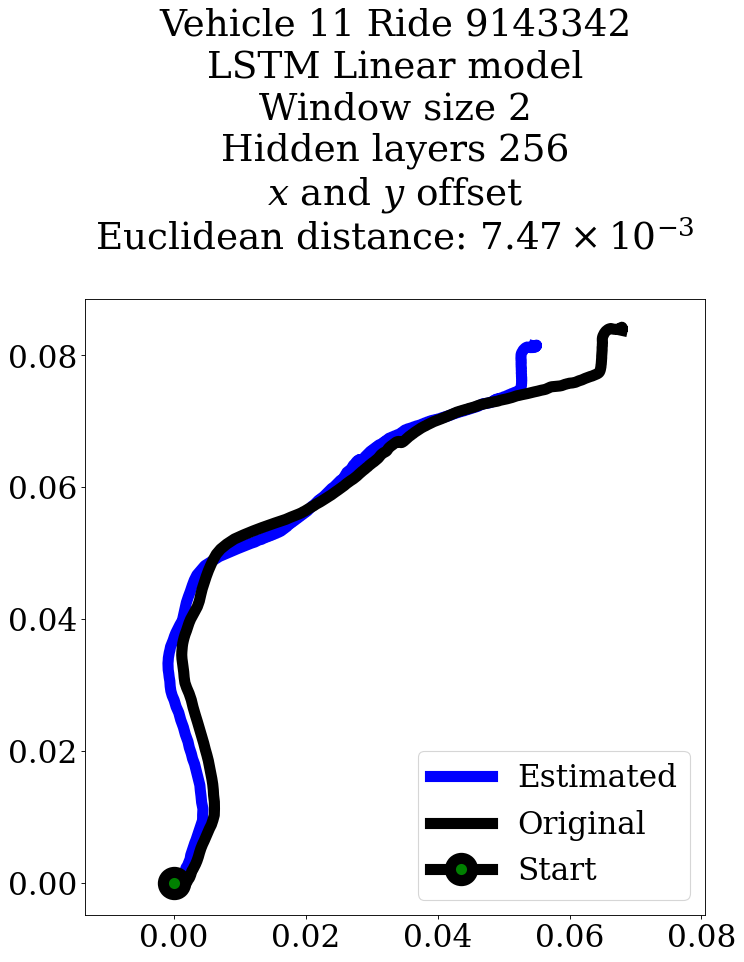 Vehicle 11 Ride 9143342
LSTM Linear model
Window size 2
Hidden layers 256
x and y offset
Euclidean distance: 7.47 × 10⁻³
0.08
0.06
0.04
0.02
0.00
Estimated
Original
Start
0.00 0.02 0.04 0.06 0.08